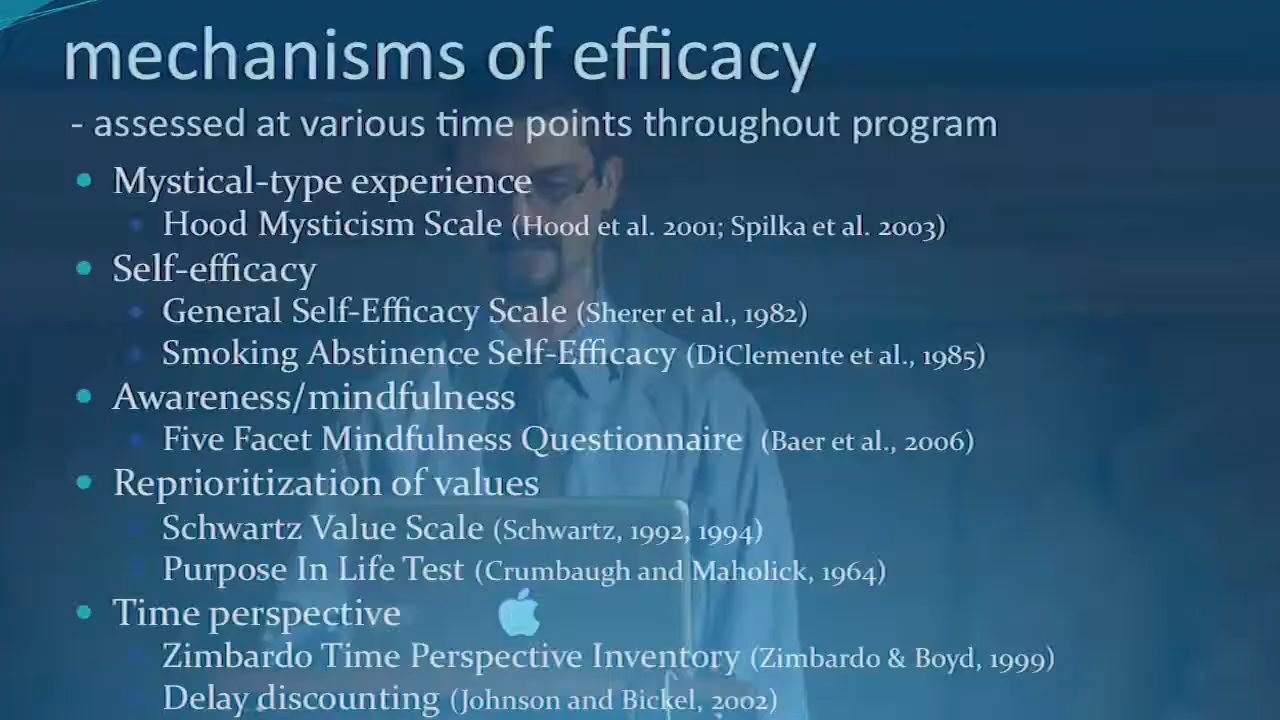 mechanisms of efficacy
- assessed at various time points throughout program
Mystical-type experience
Hood Mysticism Scale (Hood et al. 2001; Spilka et al. 2003)
Self-efficacy
General Self-Efficacy Scale (Sherer et al., 1982)
Smoking Abstinence Self-Efficacy (DiClemente et al., 1985)
Awareness/mindfulness
Five Facet Mindfulness Questionnaire (Baer et al., 2006)
Reprioritization of values
Schwartz Value Scale (Schwartz, 1992, 1994)
Purpose In Life Test (Crumbaugh and Maholick, 1964)
Time perspective
Zimbardo Time Perspective Inventory (Zimbardo & Boyd, 1999)
Delay discounting (Johnson and Bickel, 2002)